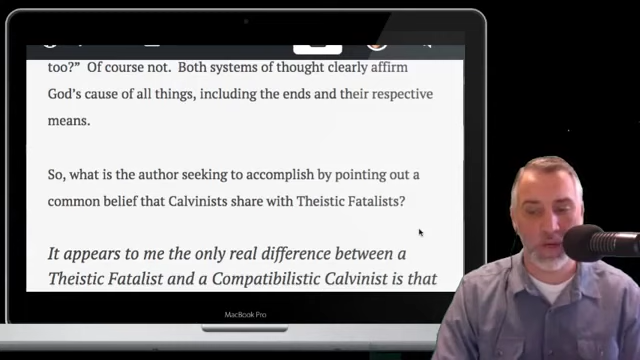 too?” Of course not. Both systems of thought clearly affirm
God’s cause of all things, including the ends and their respective
means.
So, what is the author seeking to accomplish by pointing out a
common belief that Calvinists share with Theistic Fatalists?
It appears to me the only real difference between a
Theistic Fatalist and a Compatibilistic Calvinist is that
MacBook Pro